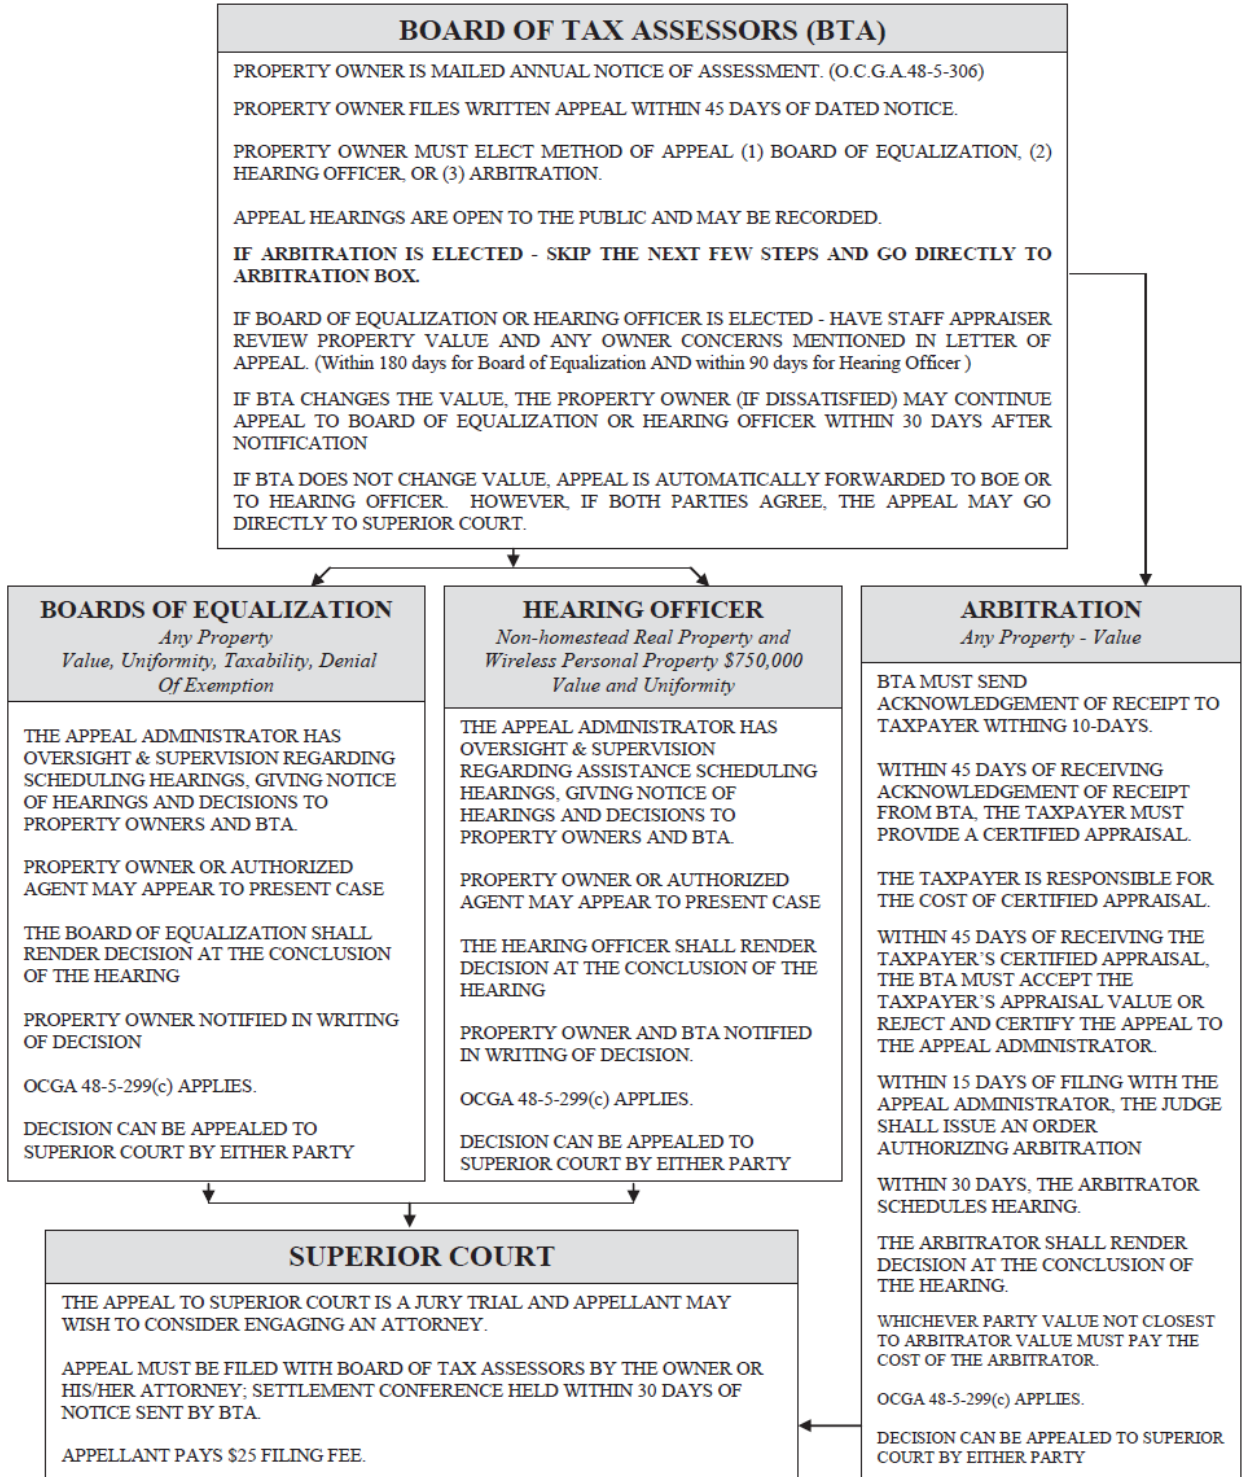 BOARD OF TAX ASSESSORS (BTA)
PROPERTY OWNER IS MAILED ANNUAL NOTICE OF ASSESSMENT. (O.C.G.A.48-5-306)
PROPERTY OWNER FILES WRITTEN APPEAL WITHIN 45 DAYS OF DATED NOTICE.
PROPERTY OWNER MUST ELECT METHOD OF APPEAL (1) BOARD OF EQUALIZATION, (2)
HEARING OFFICER, OR (3) ARBITRATION.
APPEAL HEARINGS ARE OPEN TO THE PUBLIC AND MAY BE RECORDED.
IF ARBITRATION IS ELECTED - SKIP THE NEXT FEW STEPS AND GO DIRECTLY TO
ARBITRATION BOX.
IF BOARD OF EQUALIZATION OR HEARING OFFICER IS ELECTED - HAVE STAFF APPRAISER
REVIEW PROPERTY VALUE AND ANY OWNER CONCERNS MENTIONED IN LETTER OF
APPEAL. (Within 180 days for Board of Equalization AND within 90 days for Hearing Officer )
IF BTA CHANGES THE VALUE, THE PROPERTY OWNER (IF DISSATISFIED) MAY CONTINUE
APPEAL TO BOARD OF EQUALIZATION OR HEARING OFFICER WITHIN 30 DAYS AFTER
NOTIFICATION
IF BTA DOES NOT CHANGE VALUE, APPEAL IS AUTOMATICALLY FORWARDED TO BOE OR
TO HEARING OFFICER. HOWEVER, IF BOTH PARTIES AGREE, THE APPEAL MAY GO
DIRECTLY TO SUPERIOR COURT.
BOARDS OF EQUALIZATION
Any Property
Value, Uniformity, Taxability, Denial
Of Exemption
THE APPEAL ADMINISTRATOR HAS
OVERSIGHT & SUPERVISION REGARDING
SCHEDULING HEARINGS, GIVING NOTICE
OF HEARINGS AND DECISIONS TO
PROPERTY OWNERS AND BTA.
PROPERTY OWNER OR AUTHORIZED
AGENT MAY APPEAR TO PRESENT CASE
THE BOARD OF EQUALIZATION SHALL
RENDER DECISION AT THE CONCLUSION
OF THE HEARING
PROPERTY OWNER NOTIFIED IN WRITING
OF DECISION
OCGA 48-5-299(c) APPLIES.
DECISION CAN BE APPEALED TO
SUPERIOR COURT BY EITHER PARTY
HEARING OFFICER
Non-homestead Real Property and
Wireless Personal Property $750,000
Value and Uniformity
THE APPEAL ADMINISTRATOR HAS
OVERSIGHT & SUPERVISION
REGARDING ASSISTANCE SCHEDULING
HEARINGS, GIVING NOTICE OF
HEARINGS AND DECISIONS TO
PROPERTY OWNERS AND BTA.
PROPERTY OWNER OR AUTHORIZED
AGENT MAY APPEAR TO PRESENT CASE
THE HEARING OFFICER SHALL RENDER
DECISION AT THE CONCLUSION OF THE
HEARING
PROPERTY OWNER AND BTA NOTIFIED
IN WRITING OF DECISION.
OCGA 48-5-299(c) APPLIES.
DECISION CAN BE APPEALED TO
SUPERIOR COURT BY EITHER PARTY
ARBITRATION
Any Property - Value
BTA MUST SEND
ACKNOWLEDGEMENT OF RECEIPT TO
TAXPAYER WITHING 10-DAYS.
WITHIN 45 DAYS OF RECEIVING
ACKNOWLEDGEMENT OF RECEIPT
FROM BTA, THE TAXPAYER MUST
PROVIDE A CERTIFIED APPRAISAL.
THE TAXPAYER IS RESPONSIBLE FOR
THE COST OF CERTIFIED APPRAISAL.
WITHIN 45 DAYS OF RECEIVING THE
TAXPAYER'S CERTIFIED APPRAISAL,
THE BTA MUST ACCEPT THE
TAXPAYER'S APPRAISAL VALUE OR
REJECT AND CERTIFY THE APPEAL TO
THE APPEAL ADMINISTRATOR.
WITHIN 15 DAYS OF FILING WITH THE
APPEAL ADMINISTRATOR, THE JUDGE
SHALL ISSUE AN ORDER
AUTHORIZING ARBITRATION
WITHIN 30 DAYS, THE ARBITRATOR
SCHEDULES HEARING.
THE ARBITRATOR SHALL RENDER
DECISION AT THE CONCLUSION OF
THE HEARING.
WHICHEVER PARTY VALUE NOT CLOSEST
TO ARBITRATOR VALUE MUST PAY THE
COST OF THE ARBITRATOR.
OCGA 48-5-299(c) APPLIES.
DECISION CAN BE APPEALED TO SUPERIOR
COURT BY EITHER PARTY
SUPERIOR COURT
THE APPEAL TO SUPERIOR COURT IS A JURY TRIAL AND APPELLANT MAY
WISH TO CONSIDER ENGAGING AN ATTORNEY.
APPEAL MUST BE FILED WITH BOARD OF TAX ASSESSORS BY THE OWNER OR
HIS/HER ATTORNEY; SETTLEMENT CONFERENCE HELD WITHIN 30 DAYS OF
NOTICE SENT BY BTA.
APPELLANT PAYS $25 FILING FEE.